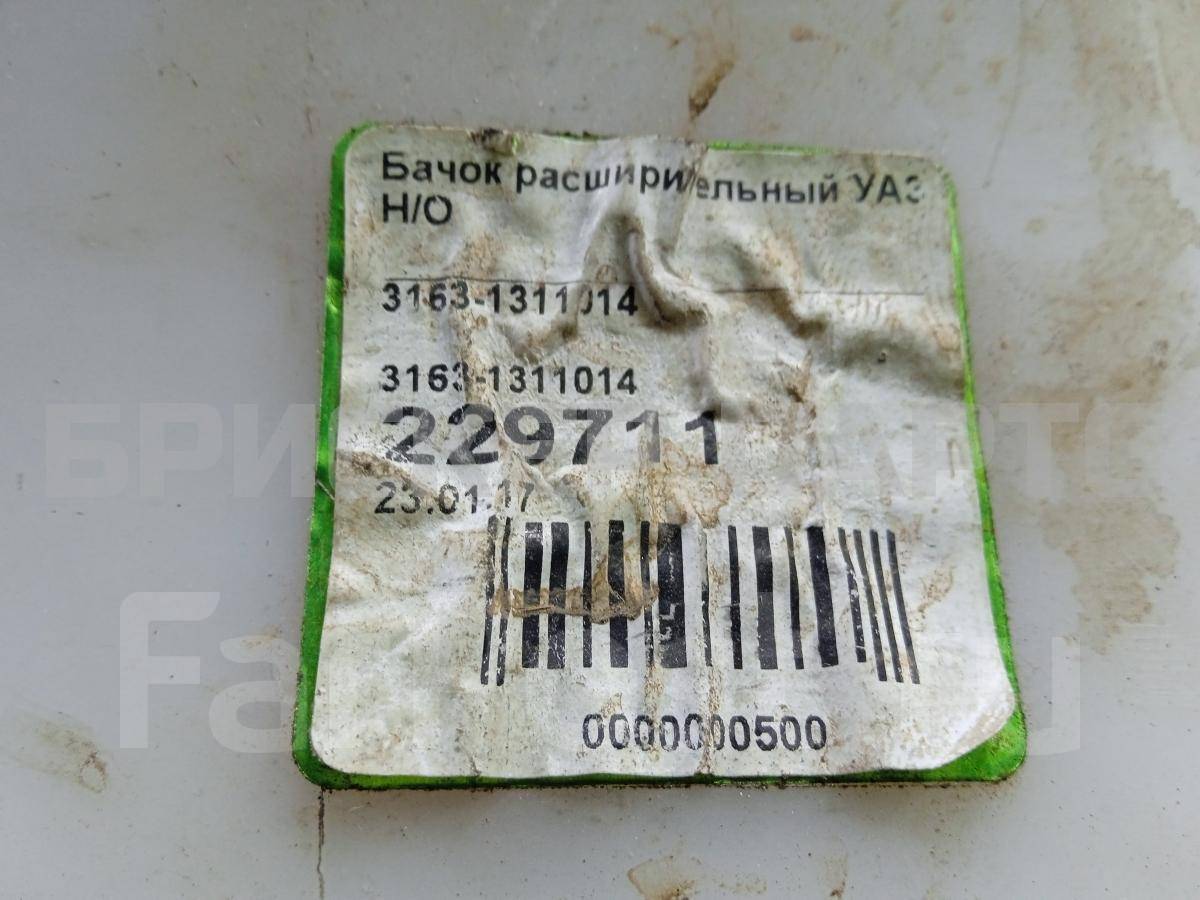 Бачок расширительный УАЗ
Н/О
3163-1311014
3163-1311014
229711
23.01.17
0000000500